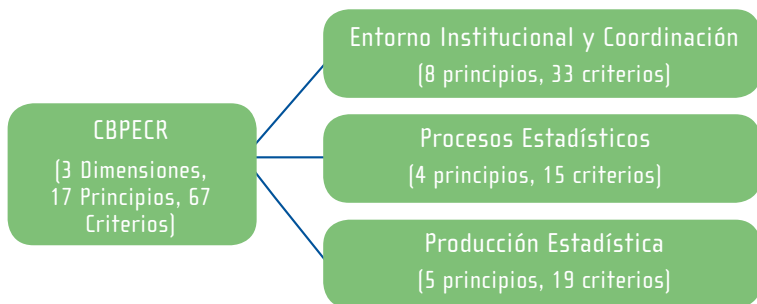 CBPECR
(3 Dimensiones,
17 Principios, 67
Criterios)
Entorno Institucional y Coordinación
(8 principios, 33 criterios)
Procesos Estadísticos
(4 principios, 15 criterios)
Producción Estadística
(5 principios, 19 criterios)